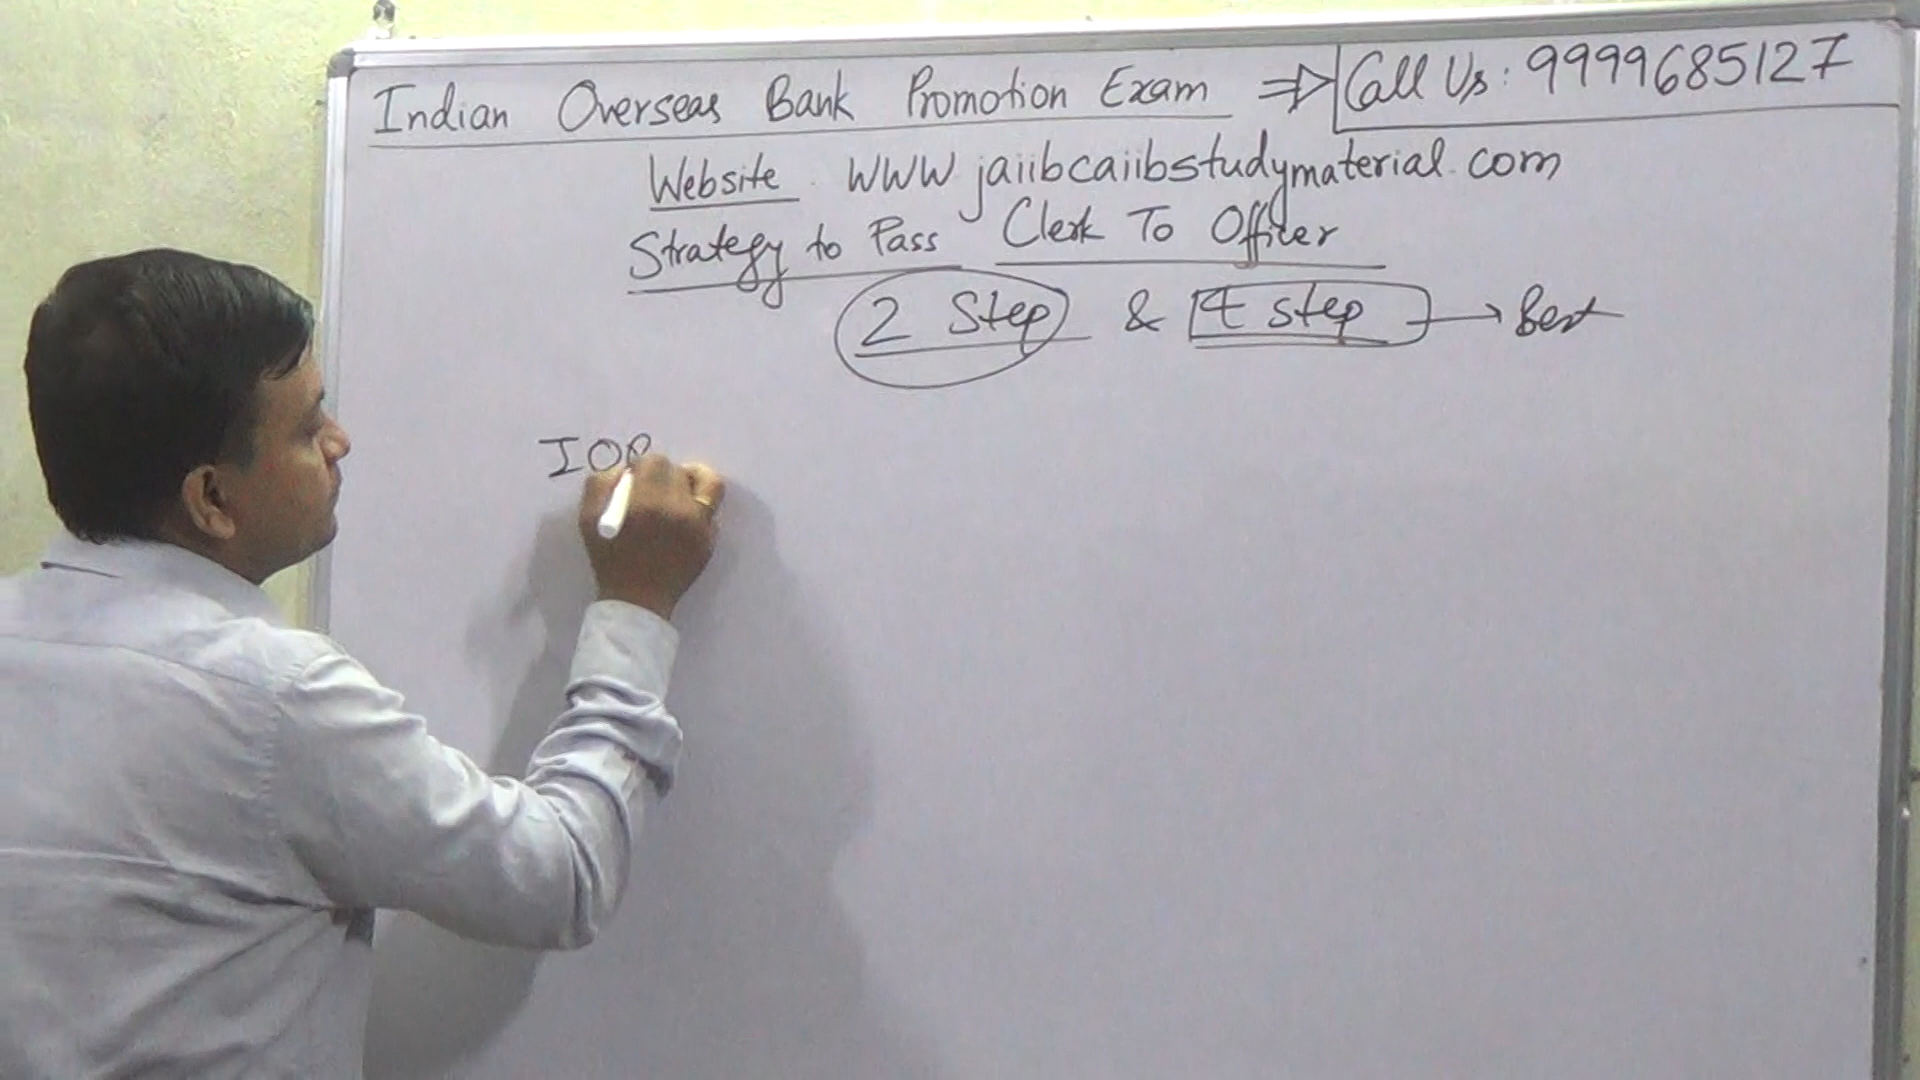 Indian Overseas Bank Promotion Exam ⇒ Call Us: 9999685127
Website. WWW.jaiibcaiibstudymaterial.com
Strategy to Pass Clerk To Officer
2 Step & 4 step → Best
IOB